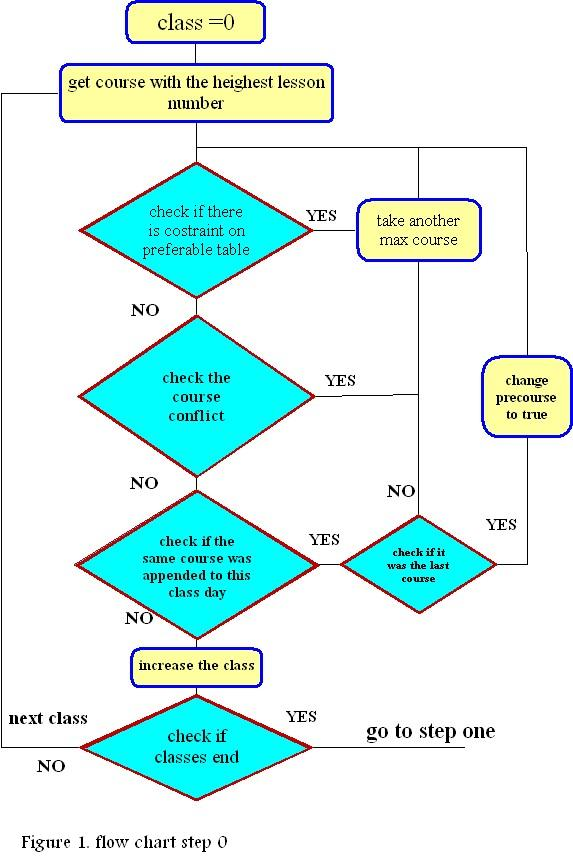 class =0
get course with the heighest lesson
number
check if there
is costraint on
preferable table
YES
take another
max course
NO
check the
course
conflict
YES
change
precourse
to true
NO
NO
YES
check if the
same course was
appended to this
class day
YES
check if it
was the last
course
NO
increase the class
next class
YES
check if
classes end
go to step one
NO
Figure 1. flow chart step 0